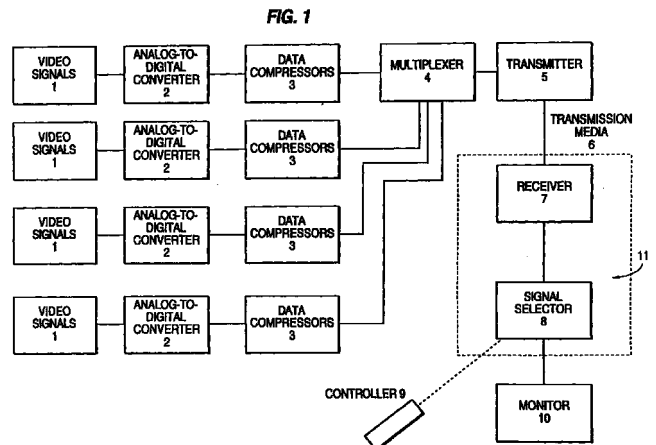 FIG. 1
VIDEO
SIGNALS
1
ANALOG-TO-
DIGITAL
CONVERTER
2
DATA
COMPRESSORS
3
MULTIPLEXER
4
TRANSMITTER
5
TRANSMISSION
MEDIA
6
VIDEO
SIGNALS
1
ANALOG-TO-
DIGITAL
CONVERTER
2
DATA
COMPRESSORS
3
RECEIVER
7
VIDEO
SIGNALS
1
ANALOG-TO-
DIGITAL
CONVERTER
2
DATA
COMPRESSORS
3
11
VIDEO
SIGNALS
1
ANALOG-TO-
DIGITAL
CONVERTER
2
DATA
COMPRESSORS
3
SIGNAL
SELECTOR
8
CONTROLLER 9
MONITOR
10